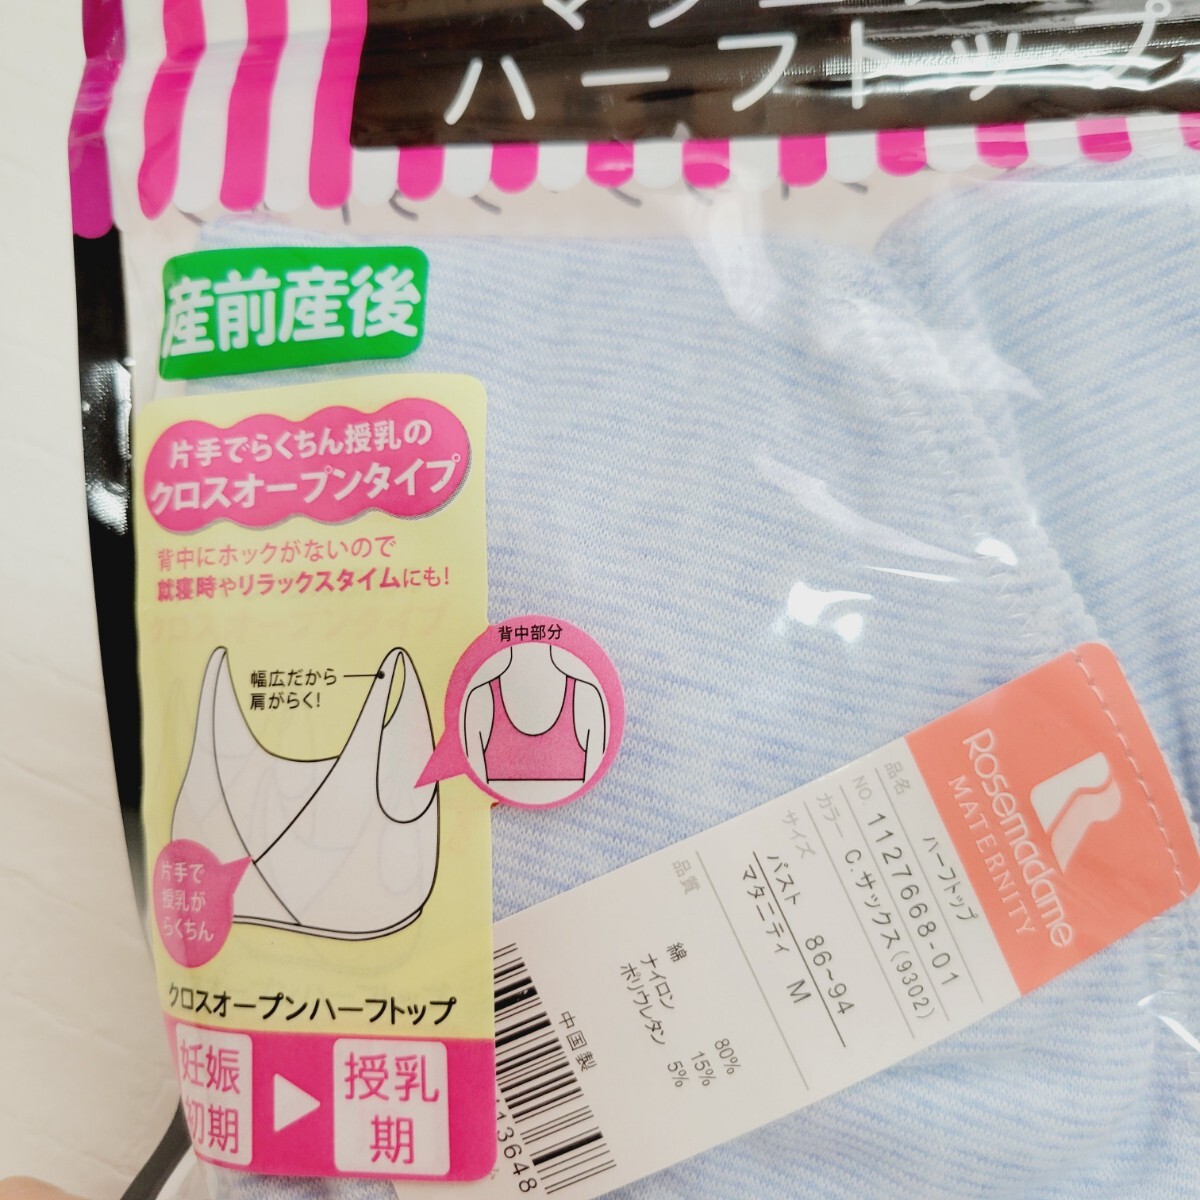 ハーフトップ
産前産後
片手でらくちん授乳の
クロスオープンタイプ
背中にホックがないので
就寝時やリラックスタイムにも!
背中部分
幅広だから
肩がらく!
片手で
授乳が
らくちん
クロスオープンハーフトップ
妊娠
初期
授乳
期
Rosemadame
MATERNITY
品名 ハーフトップ
NO. 1127668-01
カラー C.サックス(9302)
サイズ バスト 86~94
マタニティ M
品質
綿 80%
ナイロン 15%
ポリウレタン 5%
中国製
13648